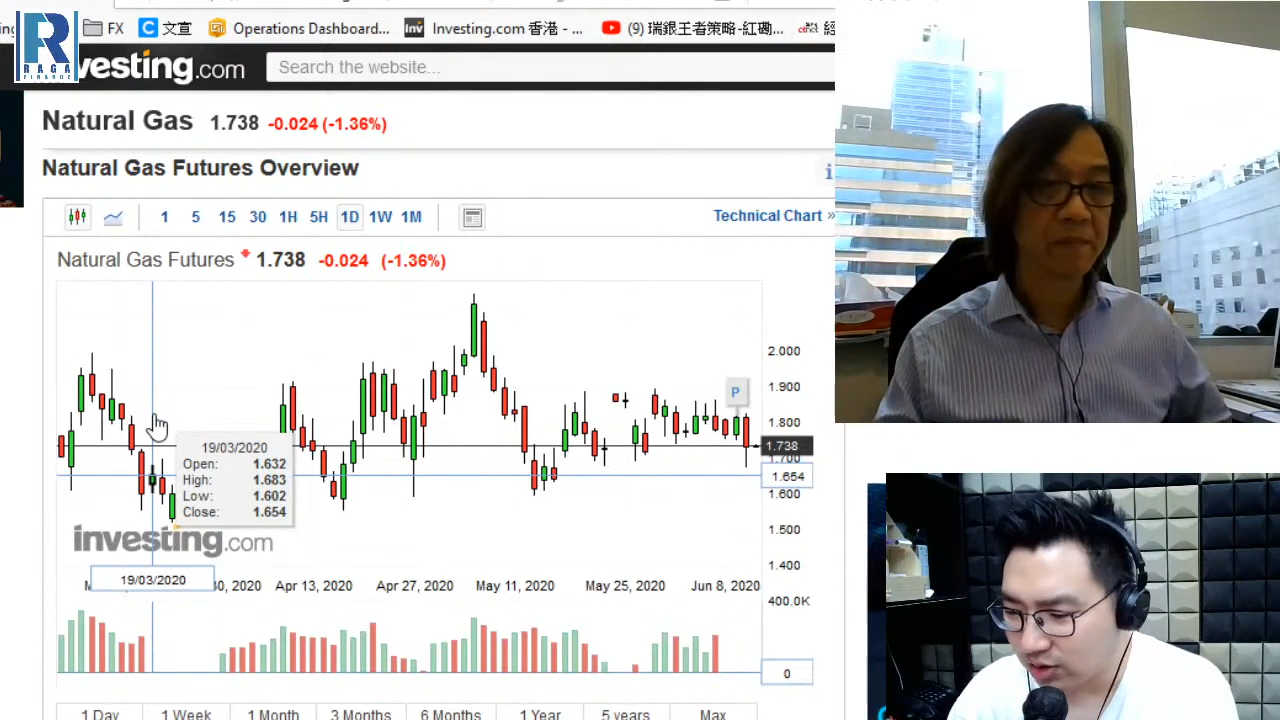 FX
文宣
Operations Dashboard...
Inv
Investing.com 香港 - ...
(9) 瑞銀王者策略-紅磡...
R
RAGA
FINANCE
vesting.com
Search the website...
Natural Gas 1.738 -0.024 (-1.36%)
Natural Gas Futures Overview
i
1 5 15 30 1H 5H 1D 1W 1M
Technical Chart »
Natural Gas Futures 1.738 -0.024 (-1.36%)
2.000
1.900
P
1.800
1.738
1.700
1.654
1.600
1.500
1.400
19/03/2020
Open: 1.632
High: 1.683
Low: 1.602
Close: 1.654
investing.com
19/03/2020
30, 2020 Apr 13, 2020 Apr 27, 2020 May 11, 2020 May 25, 2020 Jun 8, 2020
400.0K
0
1 Day 1 Week 1 Month 3 Months 6 Months 1 Year 5 years Max